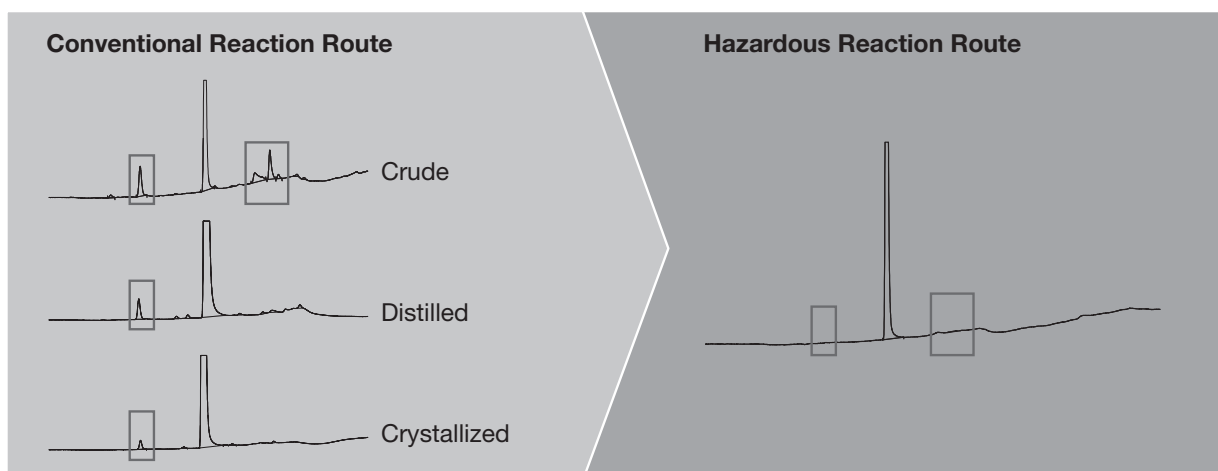 Conventional Reaction Route
Crude
Distilled
Crystallized
Hazardous Reaction Route